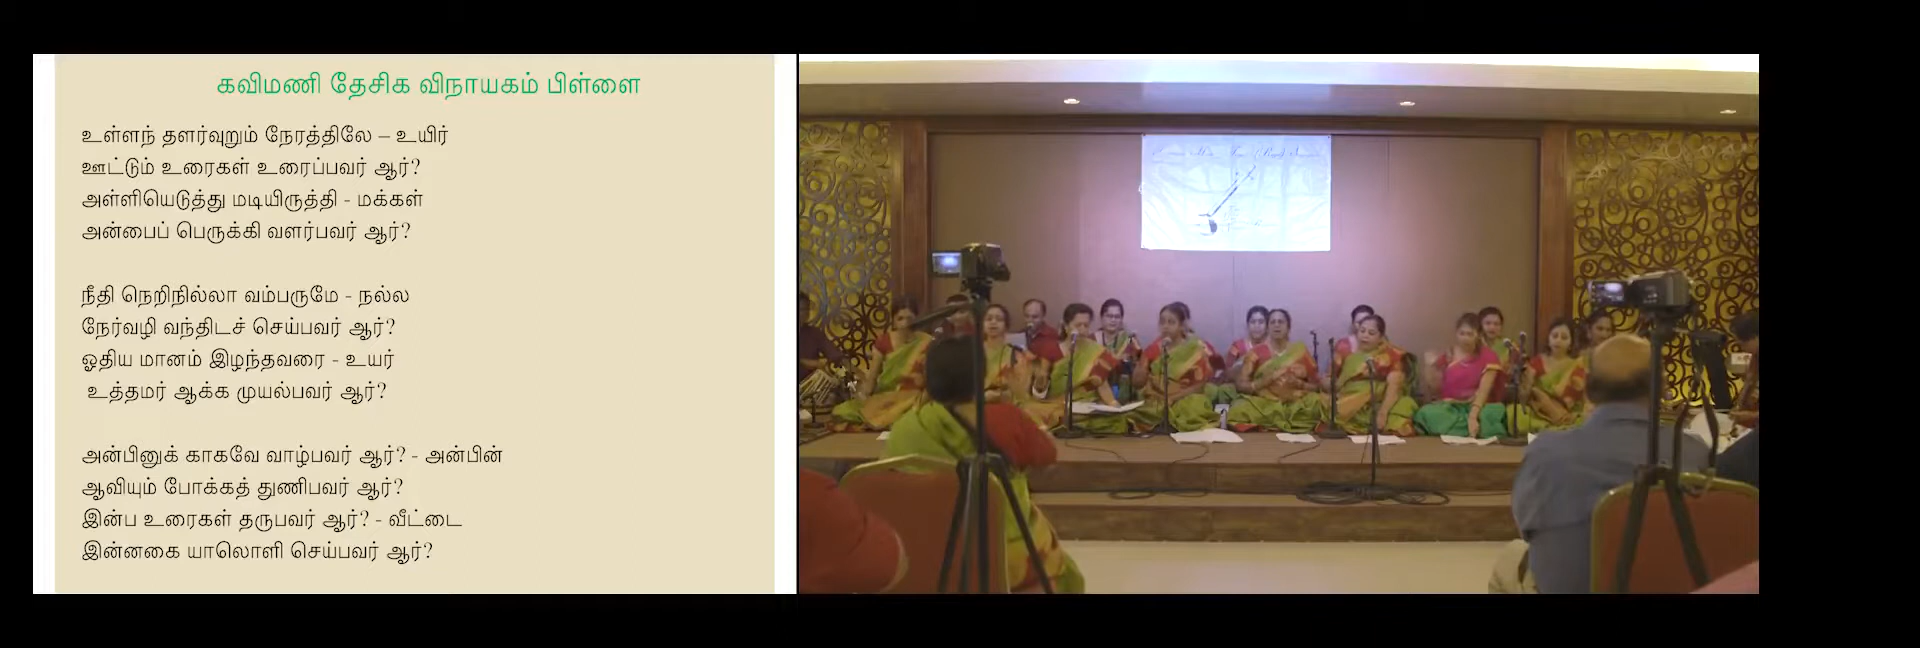 கவிமணி தேசிக விநாயகம் பிள்ளை
உள்ளந் தளர்வுறும் நேரத்திலே – உயிர்
ஊட்டும் உரைகள் உரைப்பவர் ஆர்?
அள்ளியெடுத்து மடியிருத்தி - மக்கள்
அன்பைப் பெருக்கி வளர்பவர் ஆர்?
நீதி நெறிநில்லா வம்பருமே - நல்ல
நேர்வழி வந்திடச் செய்பவர் ஆர்?
ஓதிய மானம் இழந்தவரை - உயர்
உத்தமர் ஆக்க முயல்பவர் ஆர்?
அன்பினுக் காகவே வாழ்பவர் ஆர்? - அன்பின்
ஆவியும் போக்கத் துணிபவர் ஆர்?
இன்ப உரைகள் தருபவர் ஆர்? - வீட்டை
இன்னகை யாலொளி செய்பவர் ஆர்?